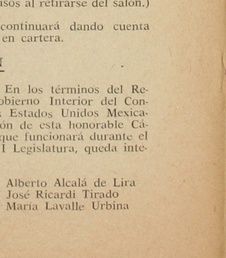 usos al retirarse del salón.)
continuará dando cuenta
en cartera.
En los términos del Re-
obierno Interior del Con-
Estados Unidos Mexica-
ón de esta honorable Cá-
que funcionará durante el
I Legislatura, queda inte-
Alberto Alcalá de Lira
José Ricardi Tirado
María Lavalle Urbina